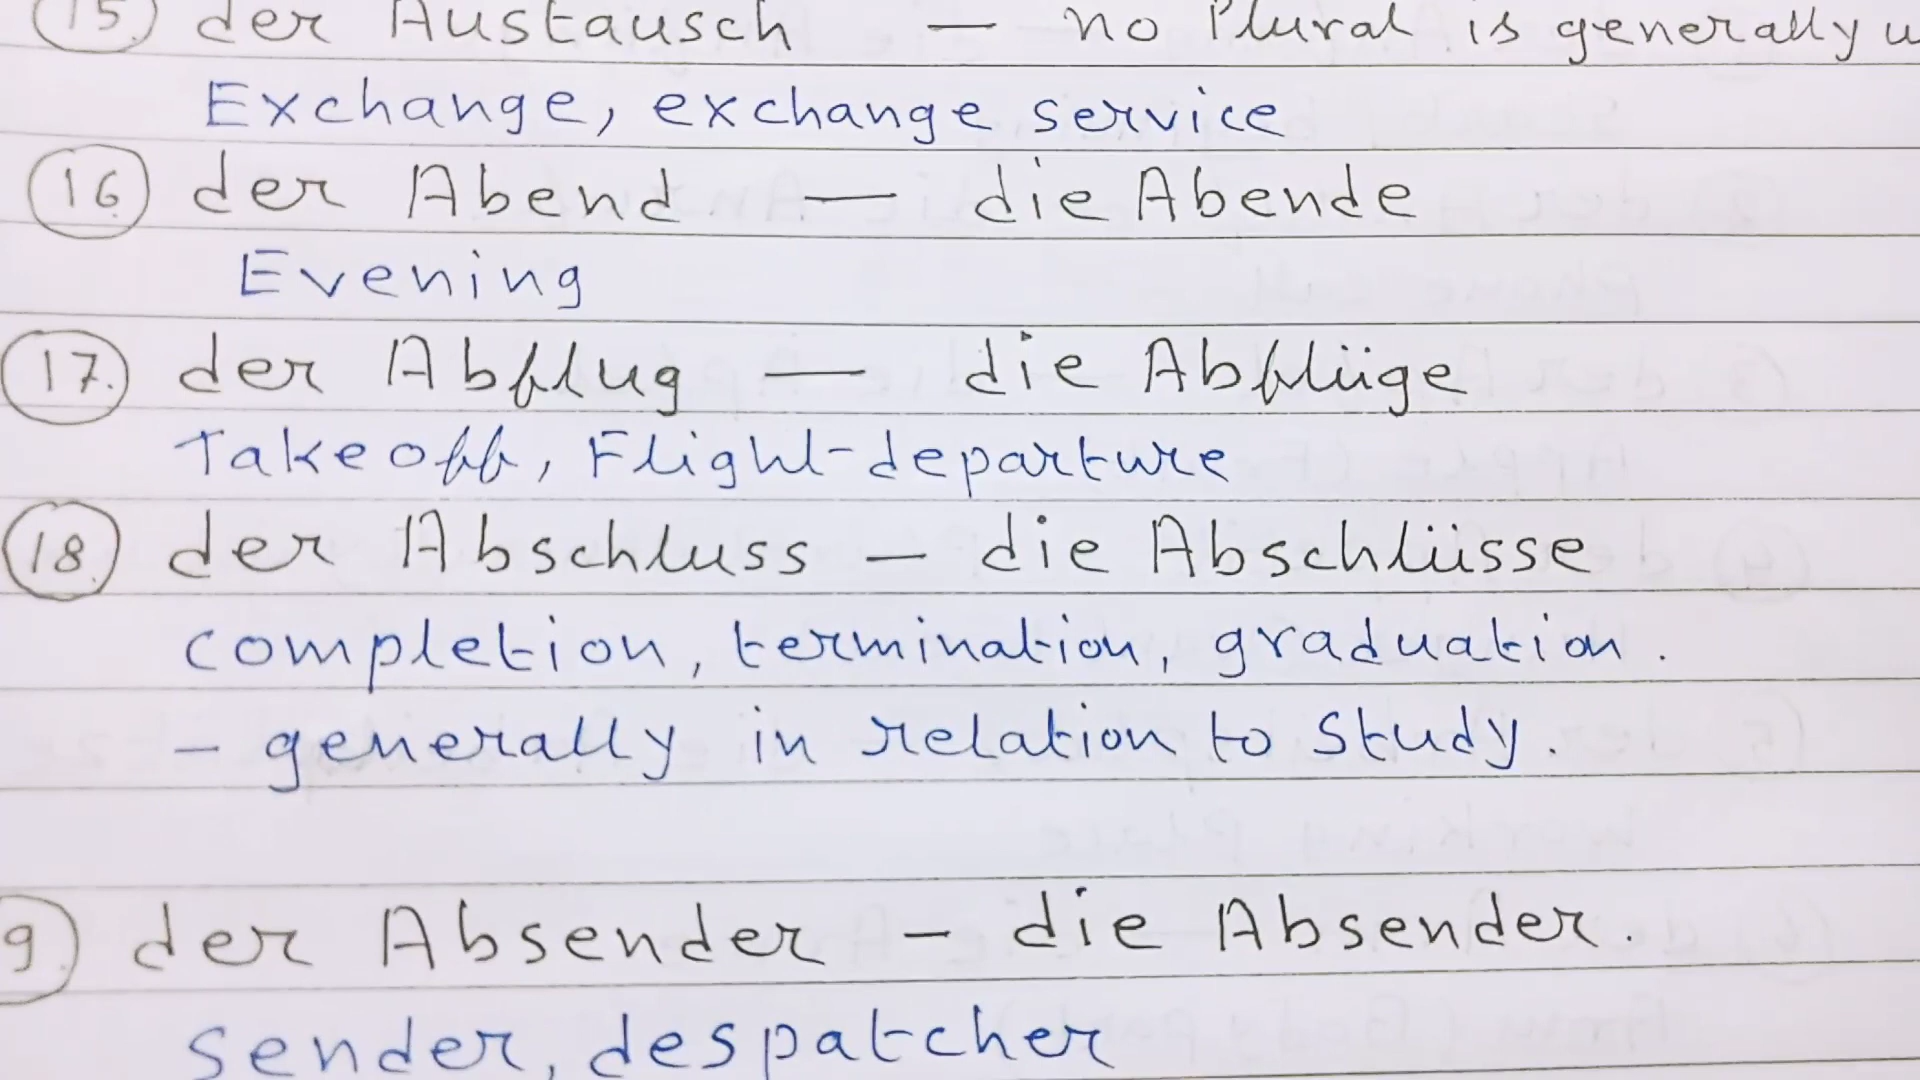 15. der Austausch — no Plural is generally
Exchange, exchange service
16. der Abend — die Abende
Evening
17. der Abflug — die Abflüge
Takeoff, Flight-departure
18. der Abschluss – die Abschlüsse
completion, termination, graduation.
- generally in relation to study.
9. der Absender – die Absender.
sender, despatcher